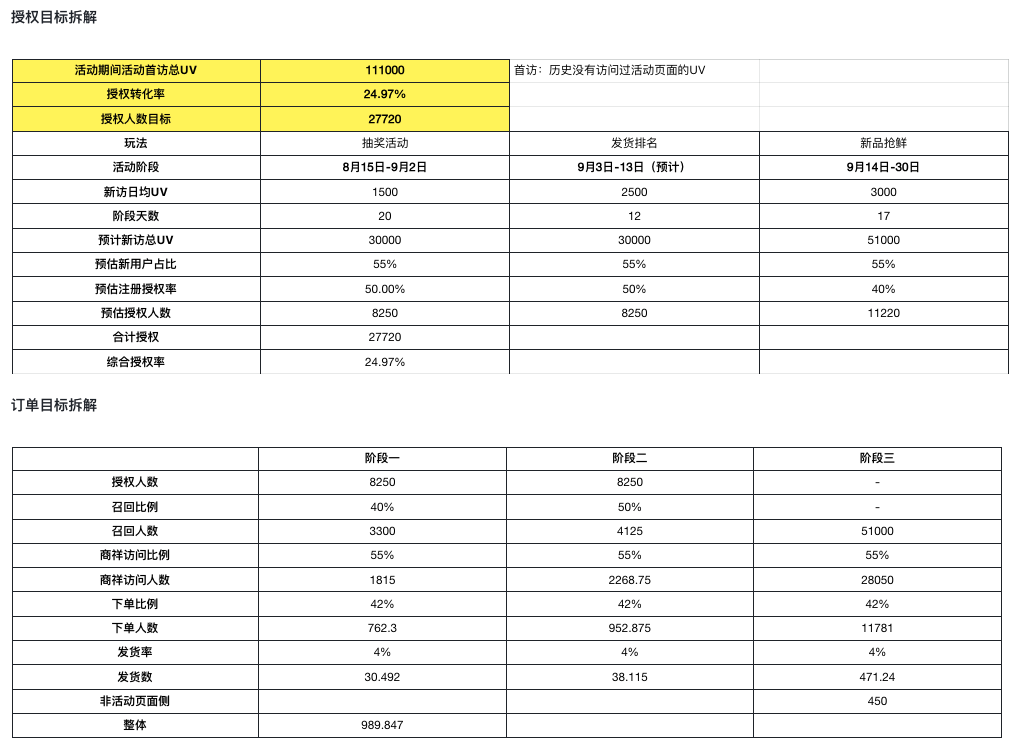 授权目标拆解
活动期间活动首访总UV 111000 首访：历史没有访问过活动页面的UV
授权转化率 24.97%
授权人数目标 27720
玩法 抽奖活动 发货排名 新品抢鲜
活动阶段 8月15日-9月2日 9月3日-13日（预计） 9月14日-30日
新访日均UV 1500 2500 3000
阶段天数 20 12 17
预计新访总UV 30000 30000 51000
预估新用户占比 55% 55% 55%
预估注册授权率 50.00% 50% 40%
预估授权人数 8250 8250 11220
合计授权 27720
综合授权率 24.97%
订单目标拆解
阶段一 阶段二 阶段三
授权人数 8250 8250 -
召回比例 40% 50% -
召回人数 3300 4125 51000
商祥访问比例 55% 55% 55%
商祥访问人数 1815 2268.75 28050
下单比例 42% 42% 42%
下单人数 762.3 952.875 11781
发货率 4% 4% 4%
发货数 30.492 38.115 471.24
非活动页面侧 450
整体 989.847